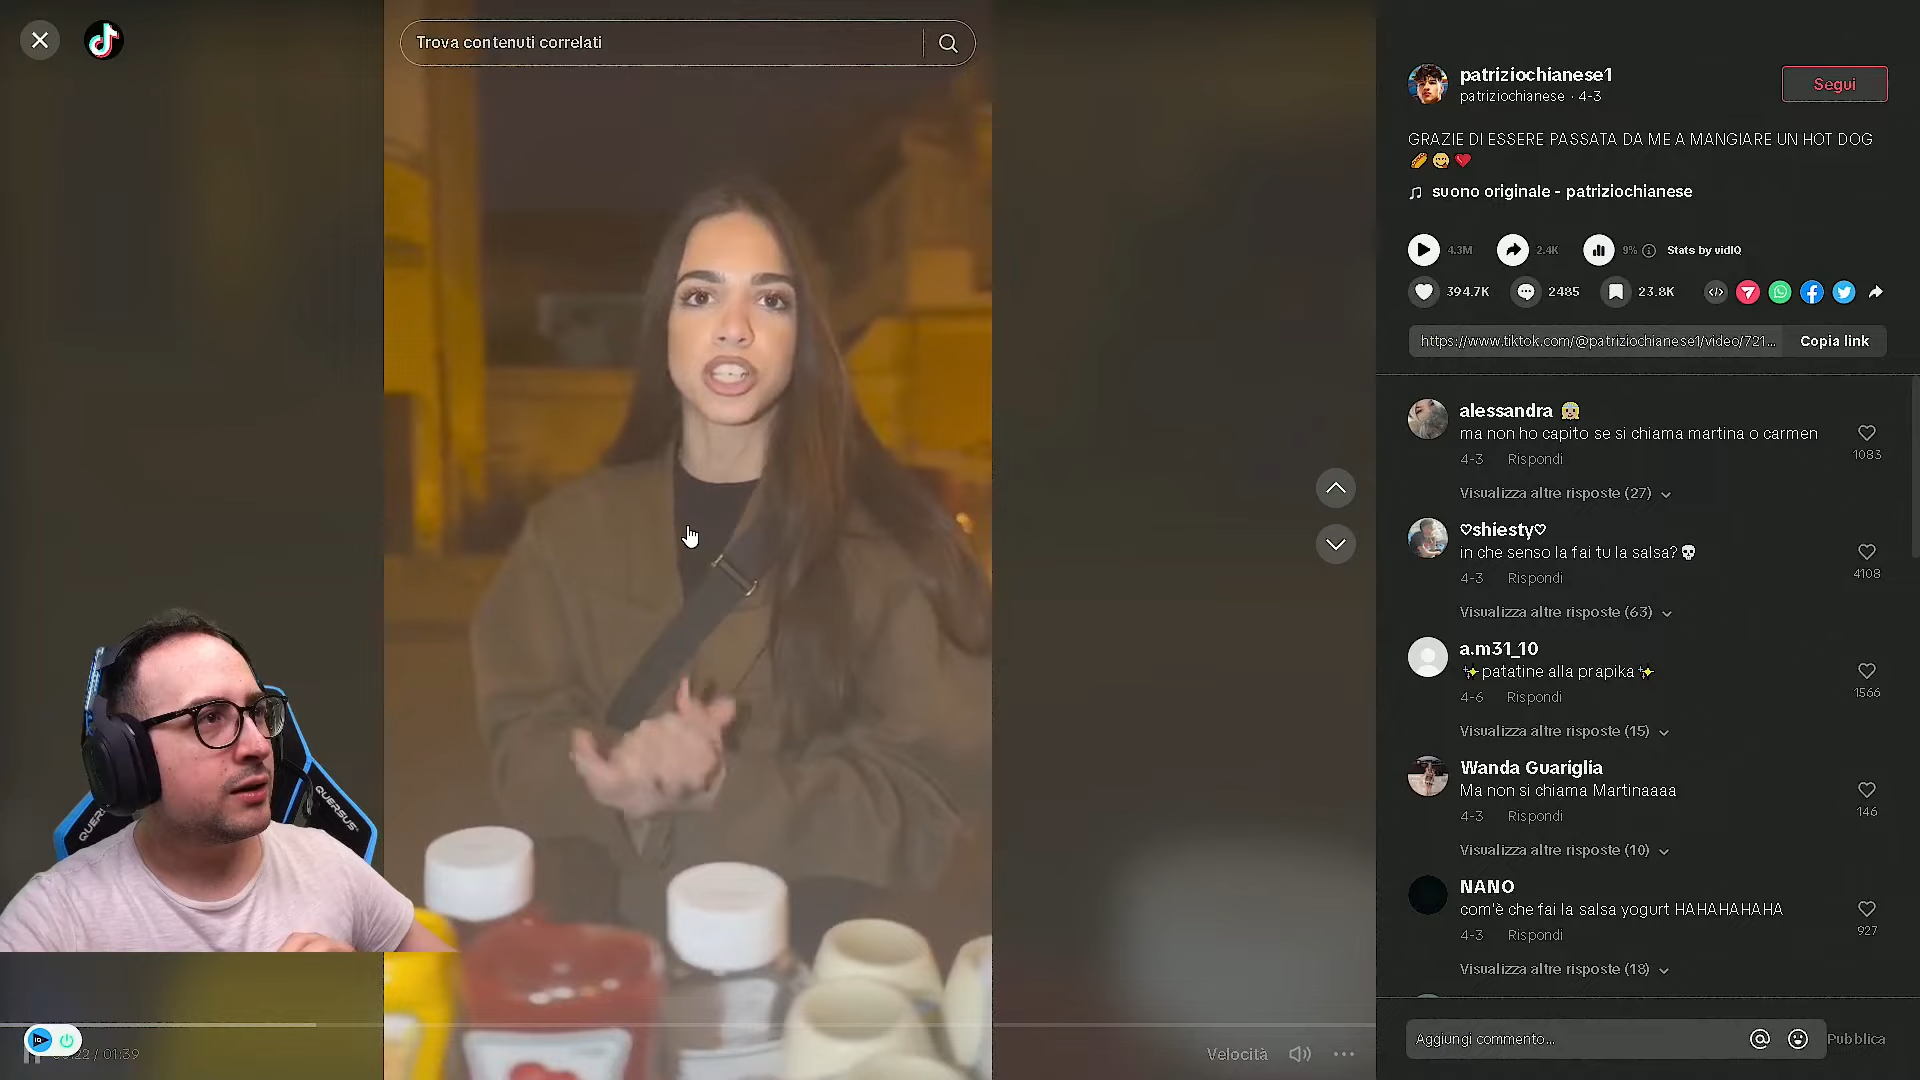 Trova contenuti correlati
patriziochianese1
patriziochianese · 4-3
Segui
GRAZIE DI ESSERE PASSATA DA ME A MANGIARE UN HOT DOG
🌭 😋 ❤️
suono originale - patriziochianese
4.3M
2.4K
9%
Stats by vidIQ
394.7K
2485
23.8K
https://www.tiktok.com/@patriziochianese1/video/721...
Copia link
alessandra
ma non ho capito se si chiama martina o carmen
1083
4-3 Rispondi
Visualizza altre risposte (27)
♡shiesty♡
in che senso la fai tu la salsa?💀
4108
4-3 Rispondi
Visualizza altre risposte (63)
a.m31_10
✨patatine alla prapika✨
1566
4-6 Rispondi
Visualizza altre risposte (15)
Wanda Guariglia
Ma non si chiama Martinaaaa
146
4-3 Rispondi
Visualizza altre risposte (10)
NANO
com'è che fai la salsa yogurt HAHAHAHAHA
927
4-3 Rispondi
Visualizza altre risposte (18)
Aggiungi commento...
Pubblica
QUERSUS
/ 01:39
Velocità